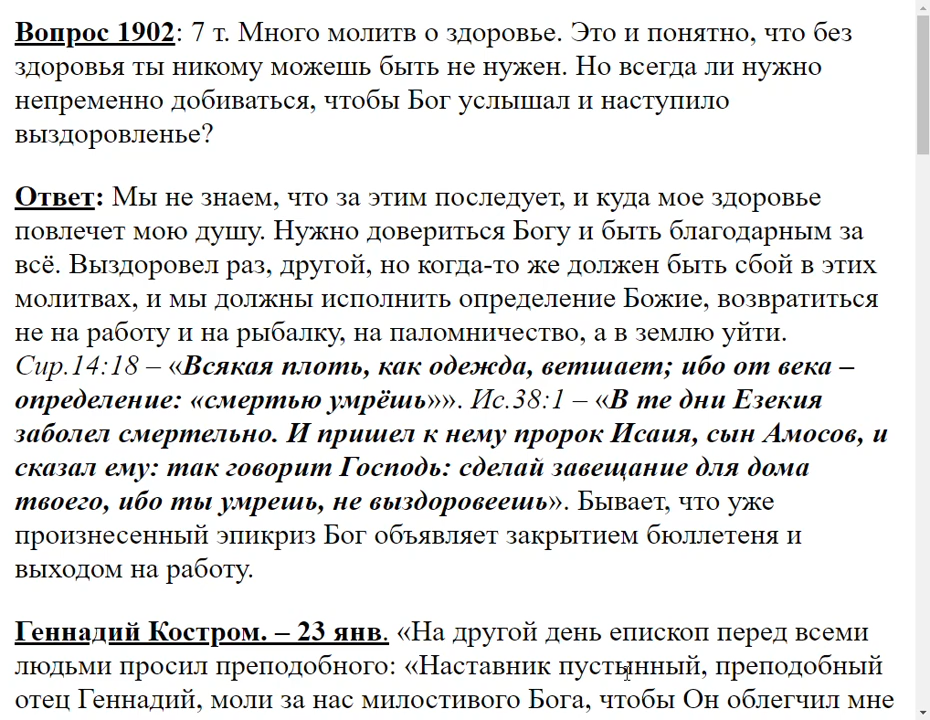 Вопрос 1902: 7 т. Много молитв о здоровье. Это и понятно, что без
здоровья ты никому можешь быть не нужен. Но всегда ли нужно
непременно добиваться, чтобы Бог услышал и наступило
выздоровленье?
Ответ: Мы не знаем, что за этим последует, и куда мое здоровье
повлечет мою душу. Нужно довериться Богу и быть благодарным за
всё. Выздоровел раз, другой, но когда-то же должен быть сбой в этих
молитвах, и мы должны исполнить определение Божие, возвратиться
не на работу и на рыбалку, на паломничество, а в землю уйти.
Сир.14:18 – «Всякая плоть, как одежда, ветшает; ибо от века –
определение: «смертью умрёшь»». Ис.38:1 – «В те дни Езекия
заболел смертельно. И пришел к нему пророк Исаия, сын Амосов, и
сказал ему: так говорит Господь: сделай завещание для дома
твоего, ибо ты умрешь, не выздоровеешь». Бывает, что уже
произнесенный эпикриз Бог объявляет закрытием бюллетеня и
выходом на работу.
Геннадий Костром. – 23 янв. «На другой день епископ перед всеми
людьми просил преподобного: «Наставник пустынный, преподобный
отец Геннадий, моли за нас милостивого Бога, чтобы Он облегчил мне